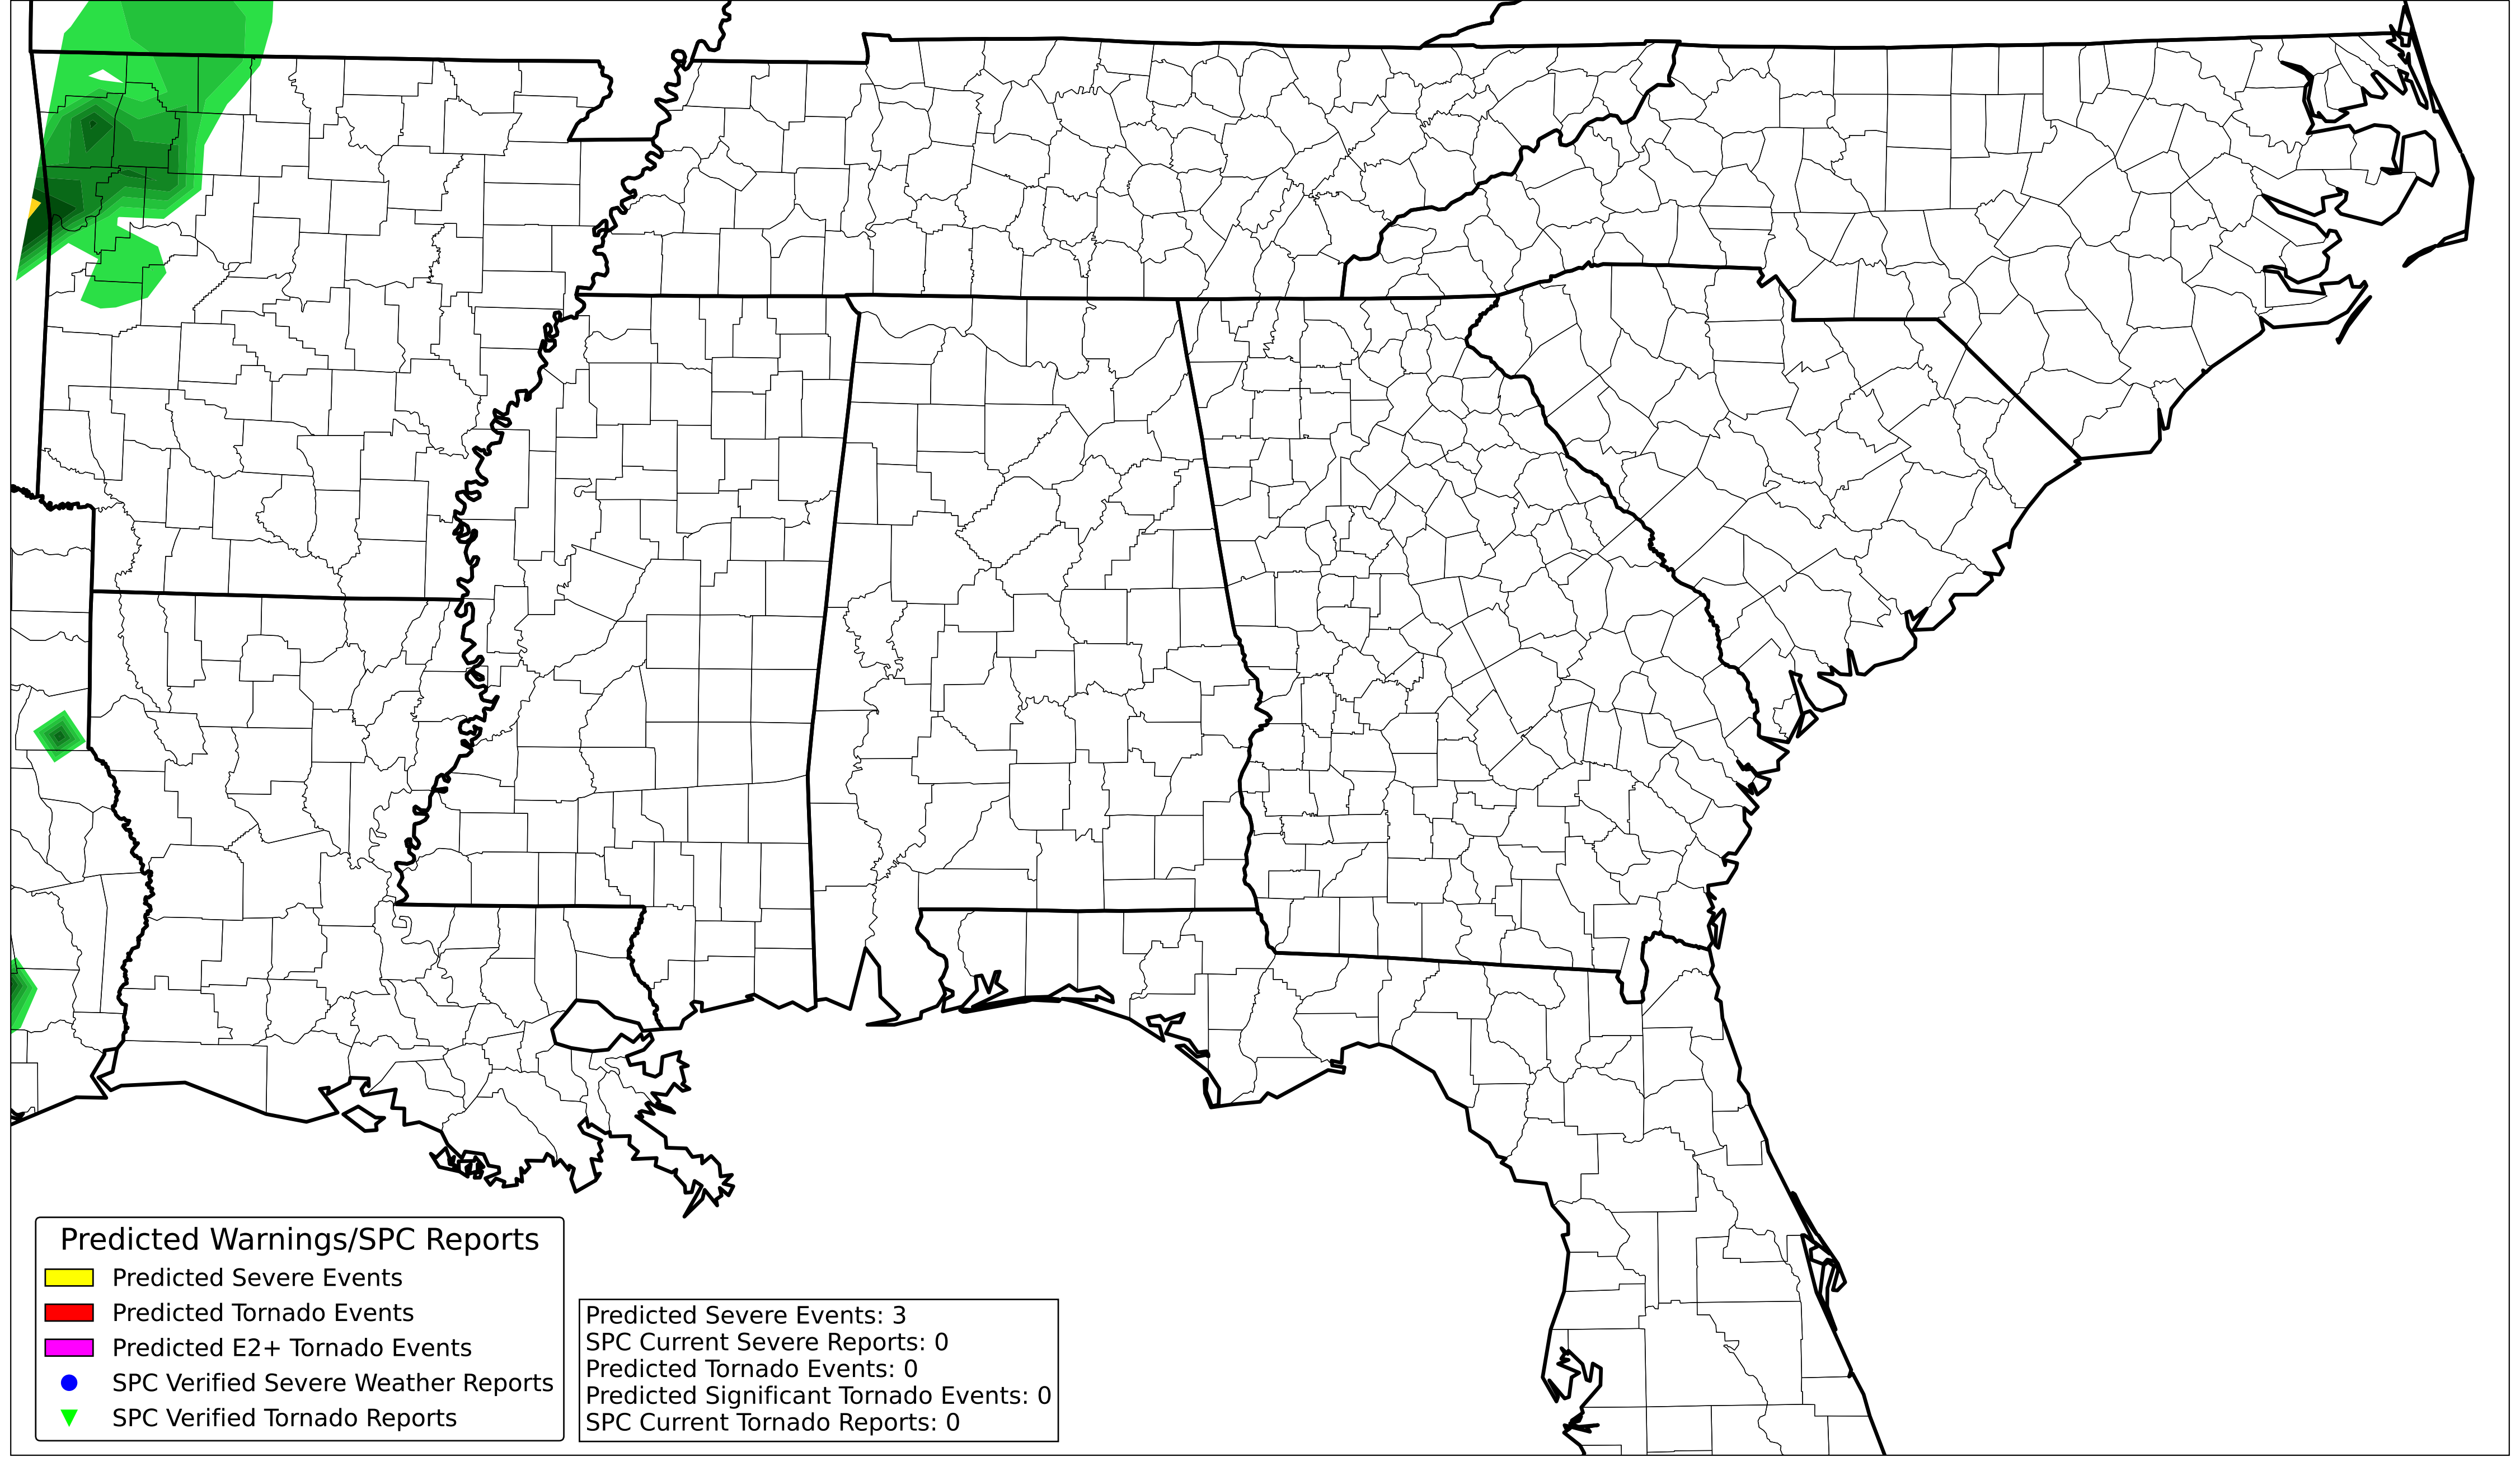 Predicted Warnings/SPC Reports
Predicted Severe Events
Predicted Tornado Events
Predicted E2+ Tornado Events
SPC Verified Severe Weather Reports
SPC Verified Tornado Reports
Predicted Severe Events: 3
SPC Current Severe Reports: 0
Predicted Tornado Events: 0
Predicted Significant Tornado Events: 0
SPC Current Tornado Reports: 0